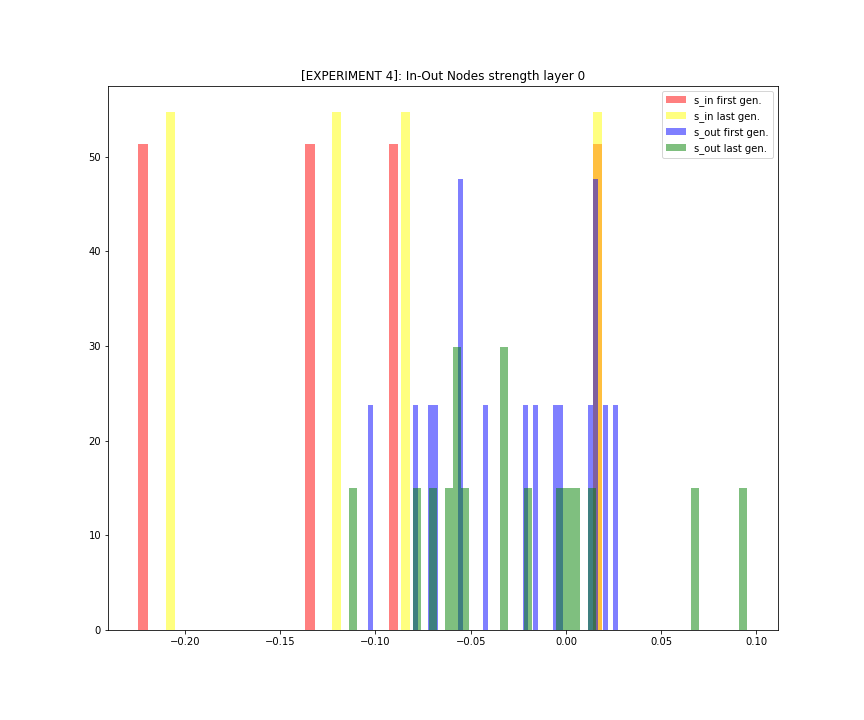 [EXPERIMENT 4]: In-Out Nodes strength layer 0
s_in first gen.
s_in last gen.
s_out first gen.
s_out last gen.
50
40
30
20
10
0
−0.20 −0.15 −0.10 −0.05 0.00 0.05 0.10